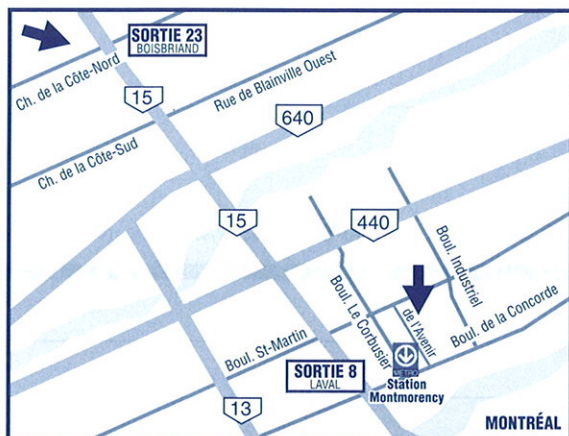 SORTIE 23
BOISBRIAND
Ch. de la Côte-Nord
15
Rue de Blainville Ouest
640
Ch. de la Côte-Sud
15
440
Boul. Industriel
Boul. Le Corbusier
de l'Avenir
Boul. de la Concorde
Boul. St-Martin
SORTIE 8
LAVAL
MÉTRO
Station
Montmorency
13
MONTRÉAL